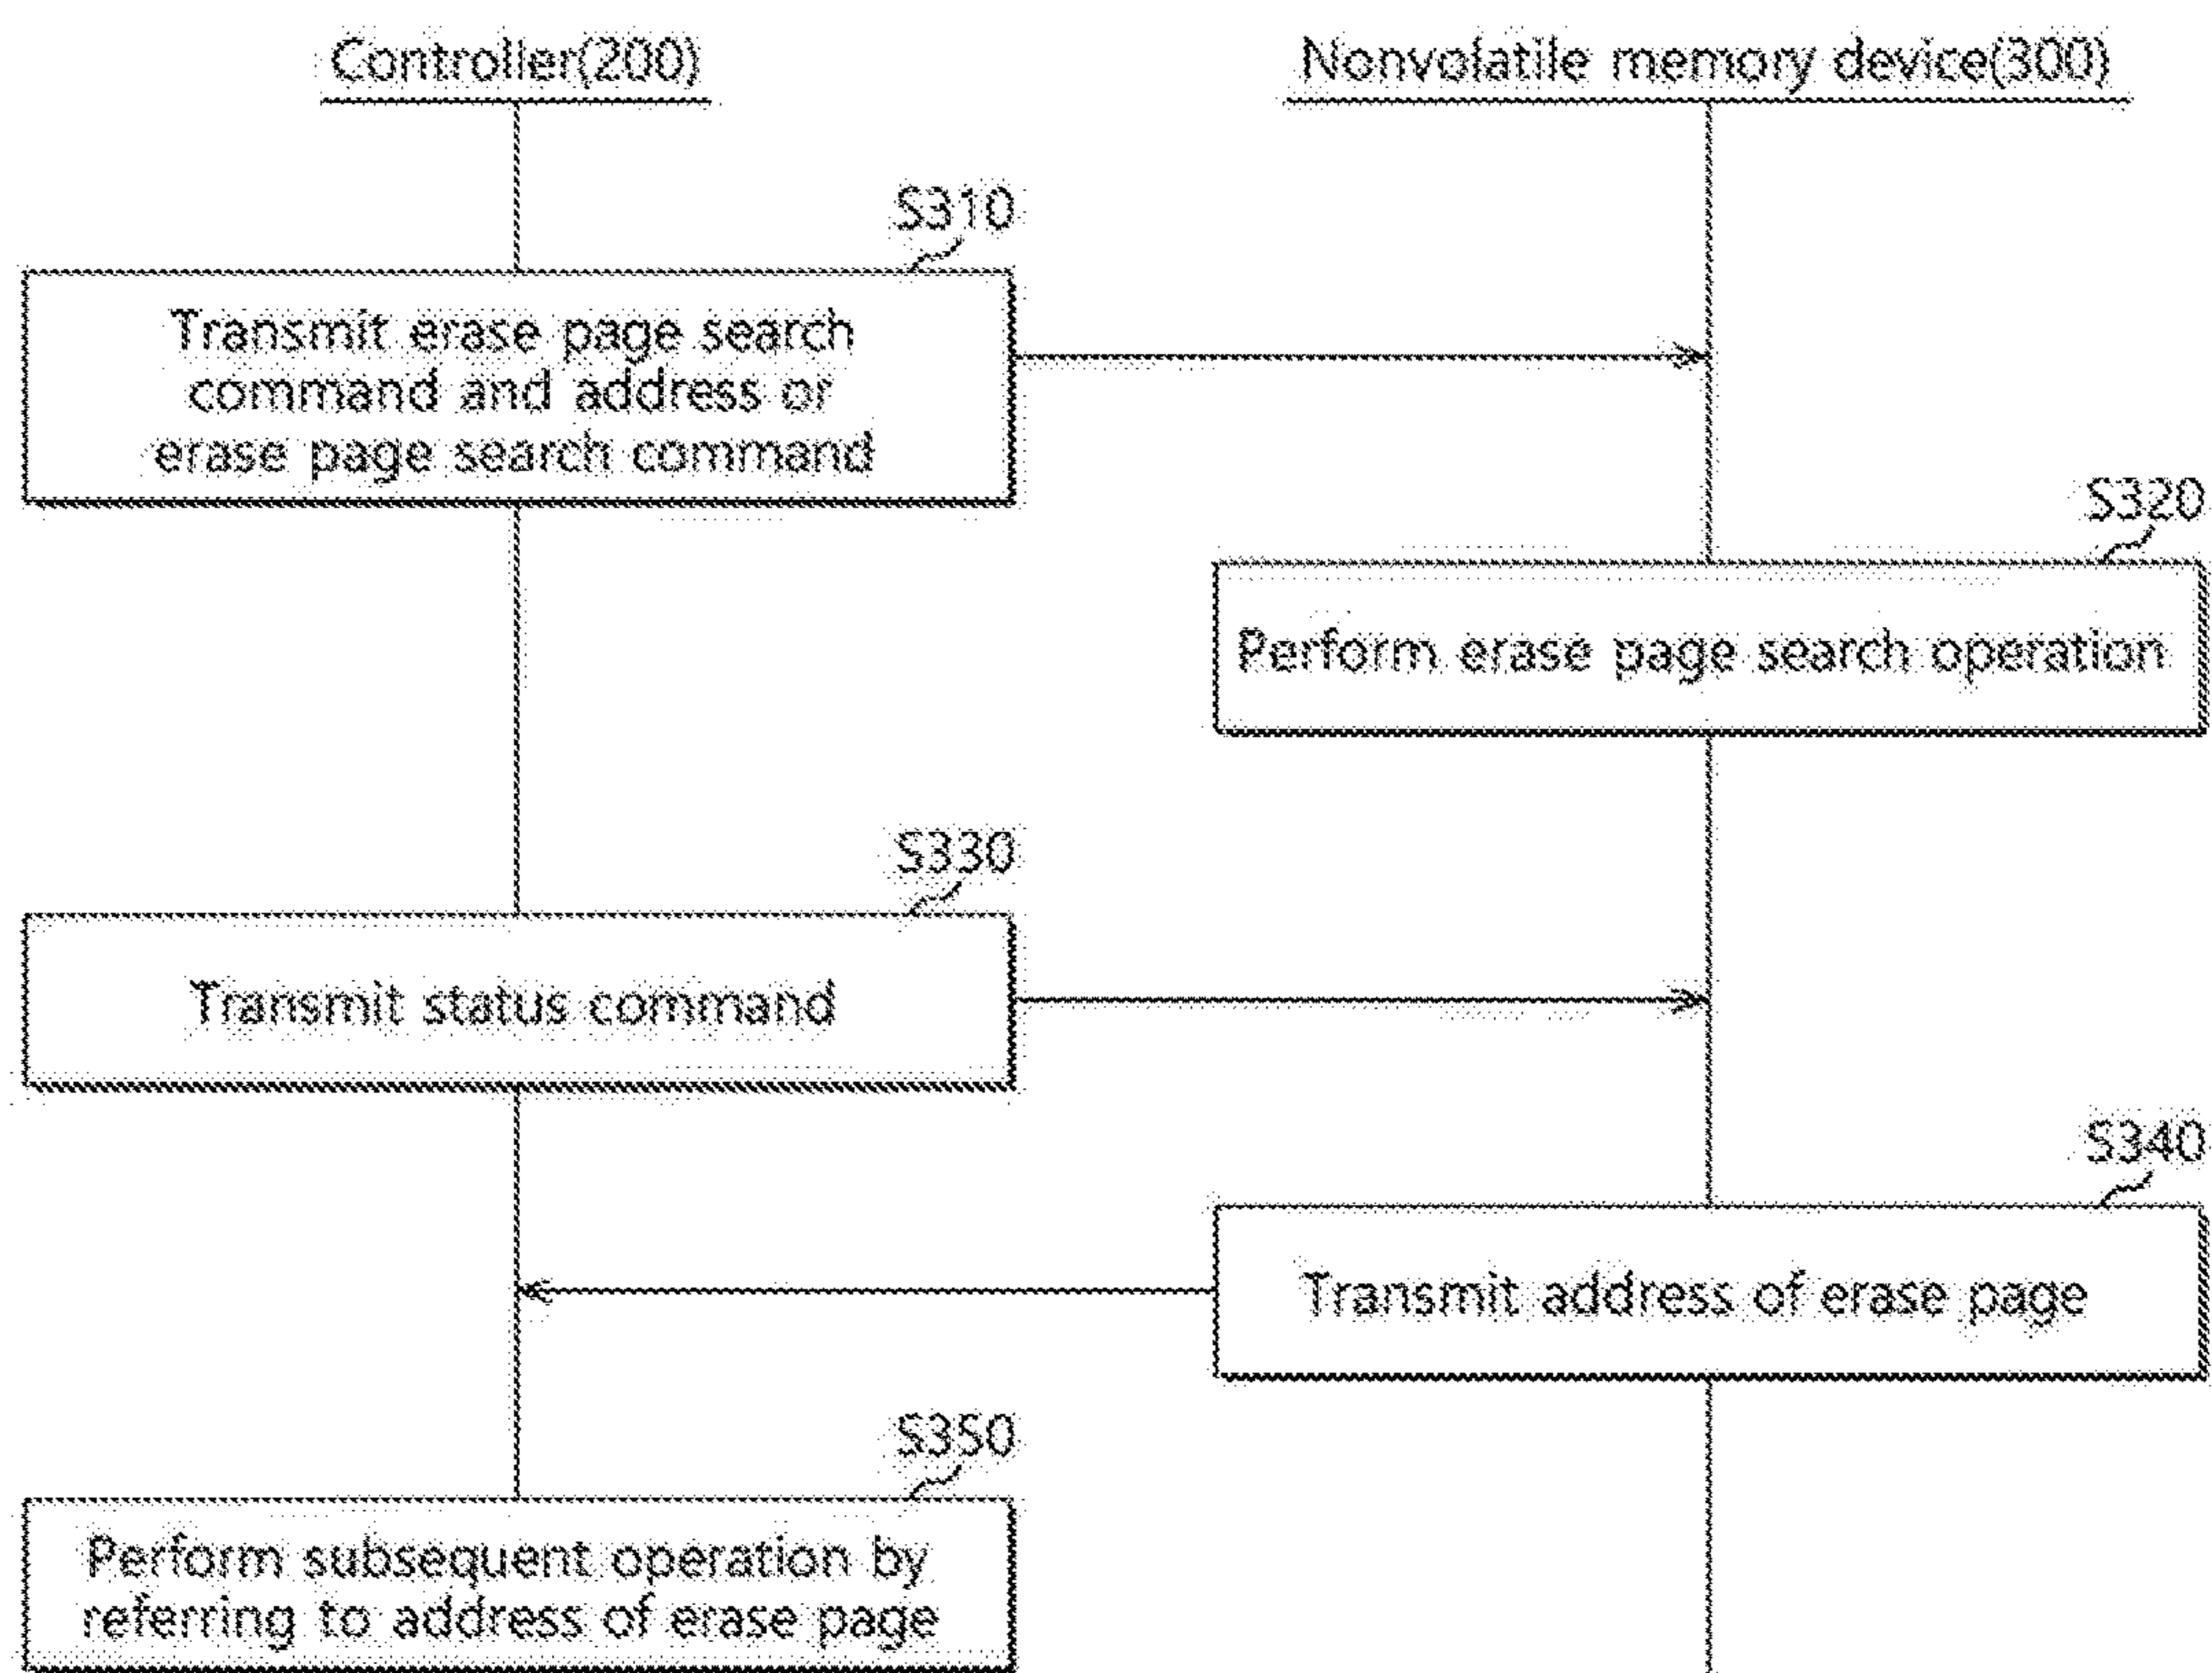 Controller(200)
Nonvolatile memory device(300)
S310
Transmit erase page search
command and address or
erase page search command
S320
Perform erase page search operation
S330
Transmit status command
S340
Transmit address of erase page
S350
Perform subsequent operation by
referring to address of erase page